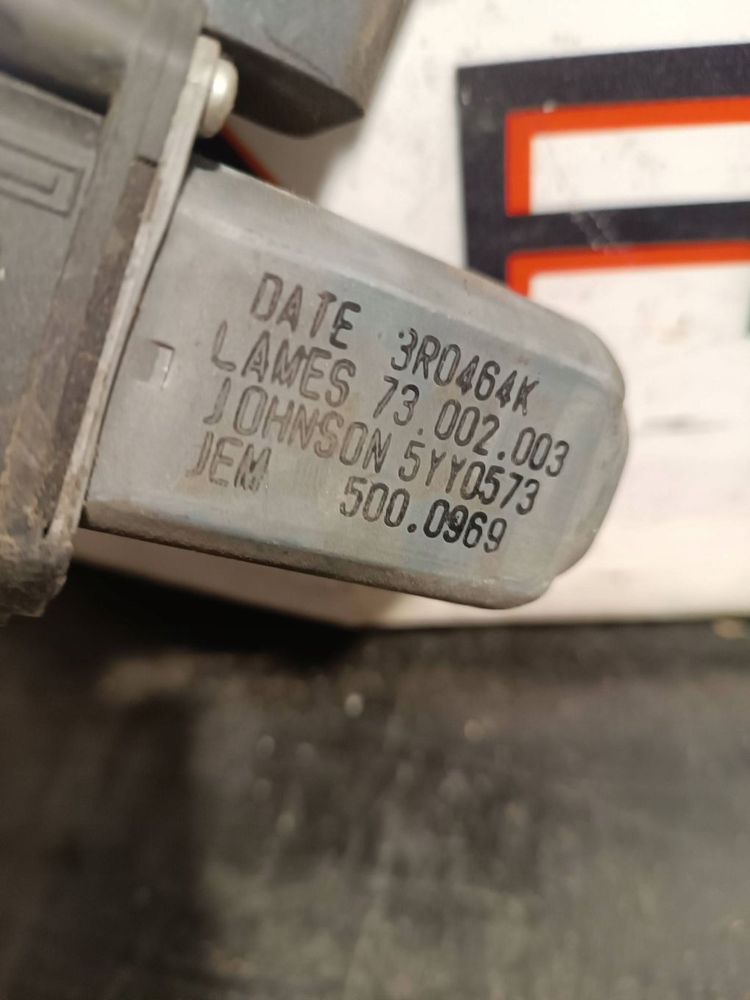 DATE 3R0464K
LAMES 73.002.003
JOHNSON 5YY0573
JEM 500.0969